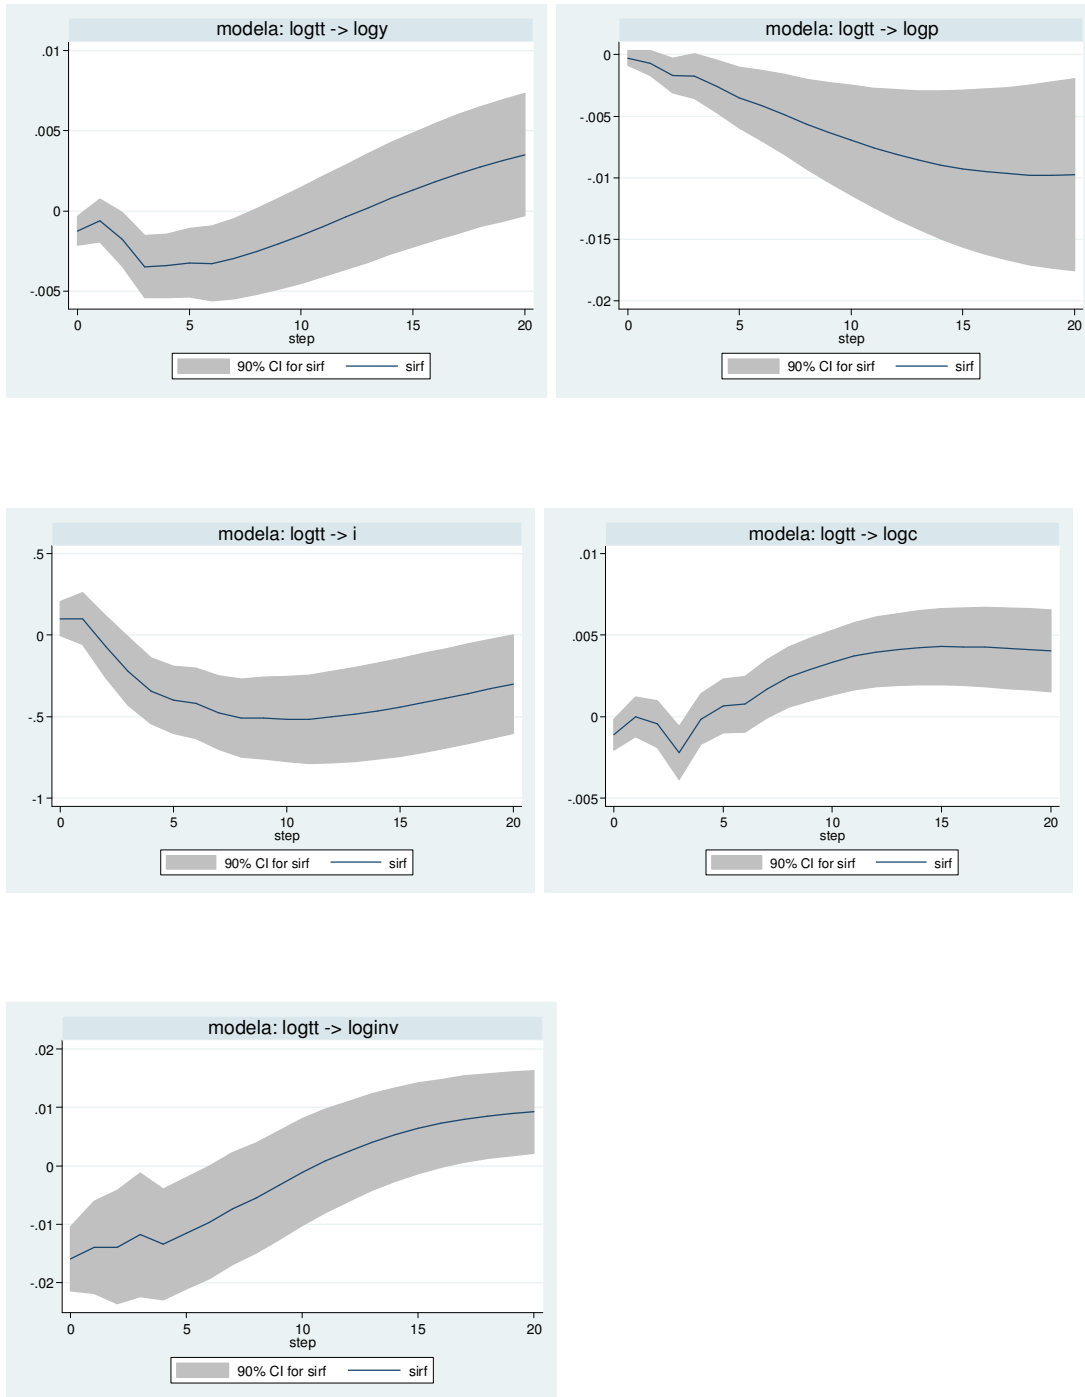 modela: logtt -> logy
.01
.005
0
-.005
0 5 10 15 20
step
90% CI for sirf sirf
modela: logtt -> logp
0
-.005
-.01
-.015
-.02
0 5 10 15 20
step
90% CI for sirf sirf
modela: logtt -> i
.5
0
-.5
-1
0 5 10 15 20
step
90% CI for sirf sirf
modela: logtt -> logc
.01
.005
0
-.005
0 5 10 15 20
step
90% CI for sirf sirf
modela: logtt -> loginv
.02
.01
0
-.01
-.02
0 5 10 15 20
step
90% CI for sirf sirf